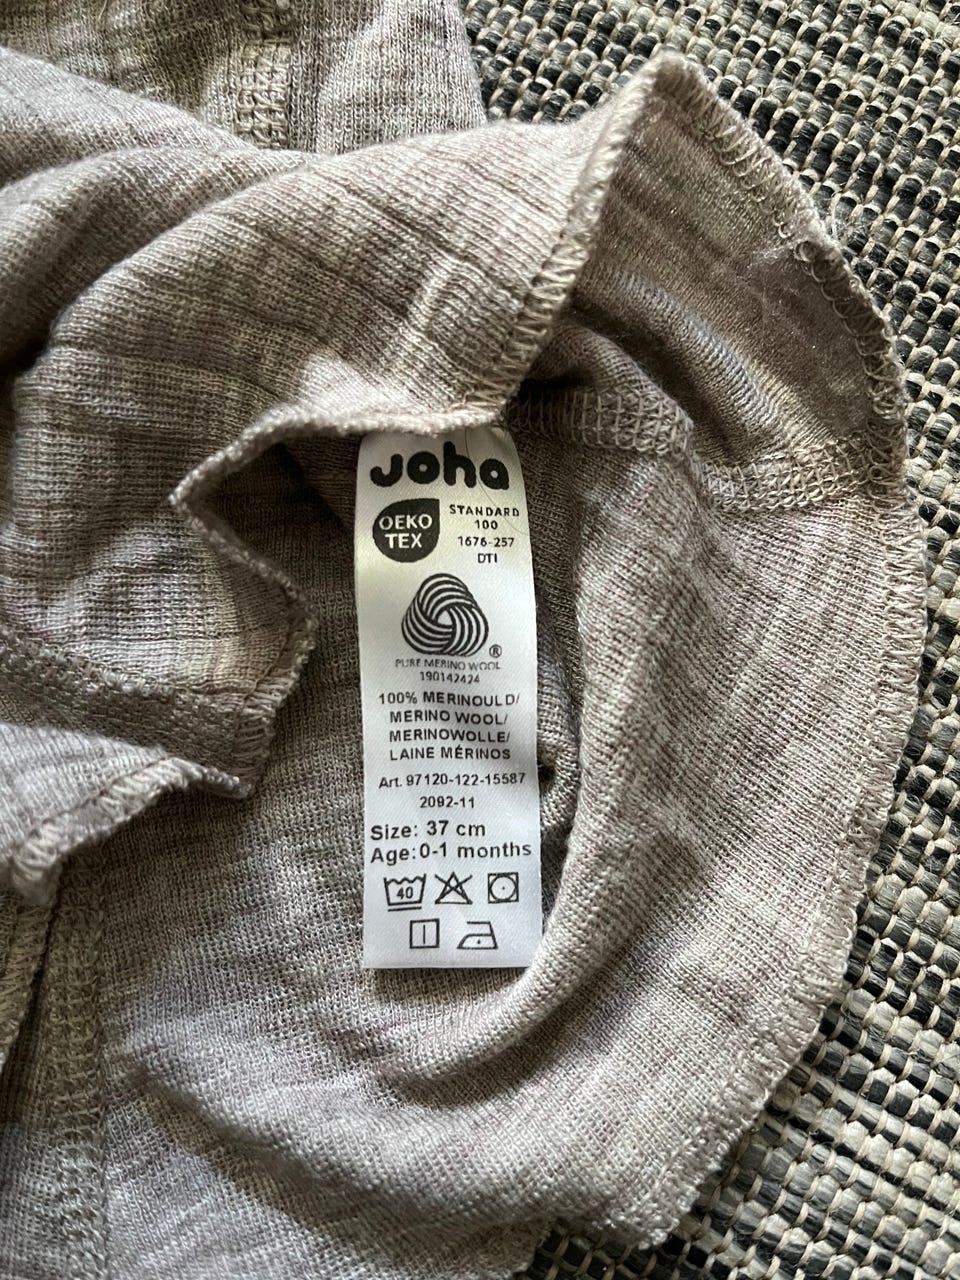 Joha
OEKO
TEX
STANDARD
100
1676-257
DTI
®
PURE MERINO WOOL
190142424
100% MERINOULD/
MERINO WOOL/
MERINOWOLLE/
LAINE MÉRINOS
Art. 97120-122-15587
2092-11
Size: 37 cm
Age:0-1 months
40